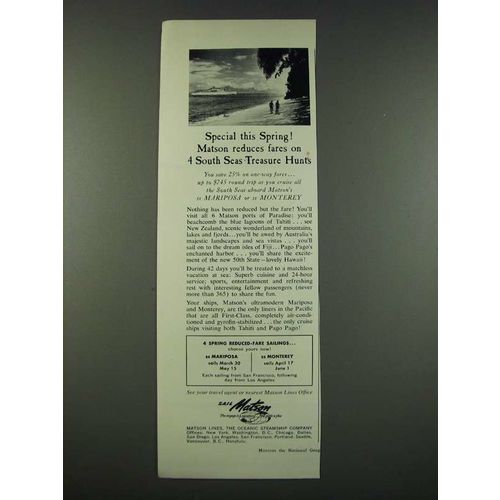 Special this Spring!
Matson reduces fares on
4 South Seas Treasure Hunts
You save 25% on one-way fares...
up to $745 round trip as you cruise all
the South Seas aboard Matson's
ss MARIPOSA or ss MONTEREY
Nothing has been reduced but the fare! You'll
visit all 6 Matson ports of Paradise: you'll
beachcomb the blue lagoons of Tahiti . . . see
New Zealand, scenic wonderland of mountains,
lakes and fjords...you'll be awed by Australia's
majestic landscapes and sea vistas . . . you'll
sail on to the dream isles of Fiji... Pago Pago's
enchanted harbor . . . you'll share the excite-
ment of the new 50th State—lovely Hawaii!
During 42 days you'll be treated to a matchless
vacation at sea: Superb cuisine and 24-hour
service; sports, entertainment and refreshing
rest with interesting fellow passengers (never
more than 365) to share the fun.
Your ships, Matson's ultramodern Mariposa
and Monterey, are the only liners in the Pacific
that are all First-Class, completely air-condi-
tioned and gyrofin-stabilized . . . the only cruise
ships visiting both Tahiti and Pago Pago!
4 SPRING REDUCED-FARE SAILINGS...
choose yours now!
ss MARIPOSA ss MONTEREY
sails March 30 sails April 17
May 15 June 1
Each sailing from San Francisco, following
day from Los Angeles
See your travel agent or nearest Matson Lines Office
SAIL Matson
MATSON LINES, THE OCEANIC STEAMSHIP COMPANY
Offices: New York, Washington, D.C., Chicago, Dallas,
San Diego, Los Angeles, San Francisco, Portland, Seattle,
Vancouver, B.C., Honolulu.
Mention the National Geog